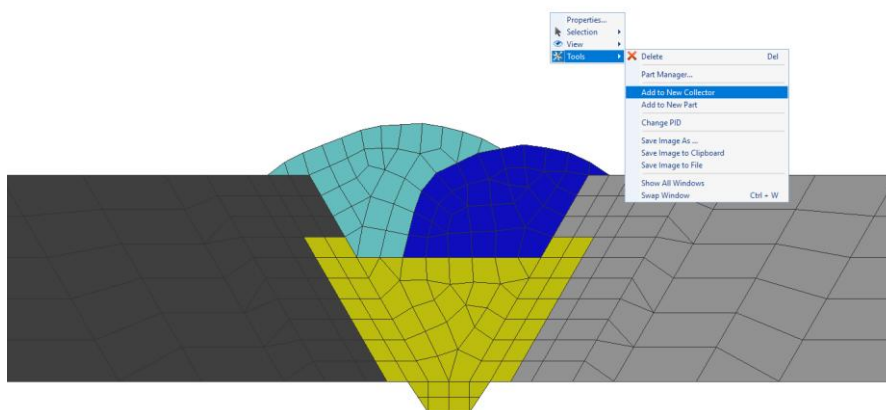 Properties...
Selection
View
Tools
Delete Del
Part Manager...
Add to New Collector
Add to New Part
Change PID
Save Image As ...
Save Image to Clipboard
Save Image to File
Show All Windows
Swap Window Ctrl + W